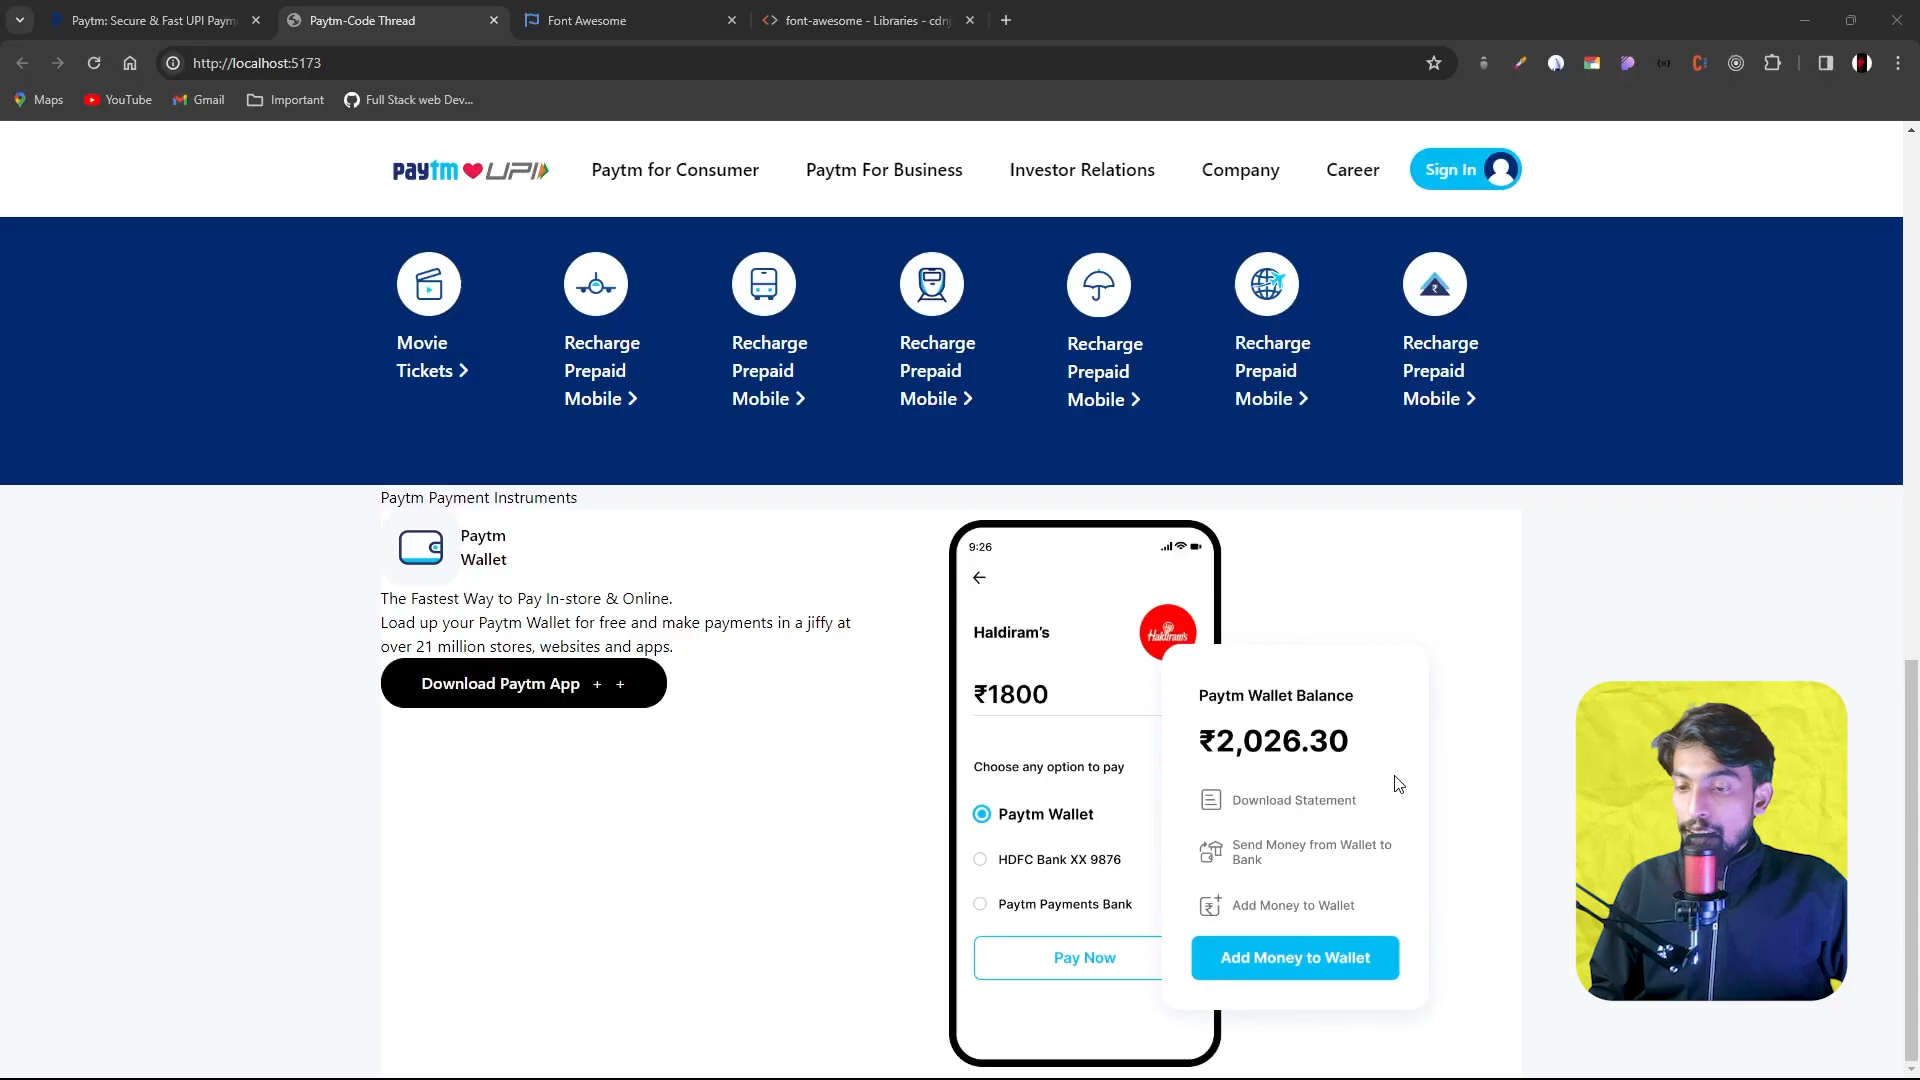 Paytm: Secure & Fast UPI Paym
Paytm-Code Thread
Font Awesome
font-awesome - Libraries - cdnj
http://localhost:5173
Maps
YouTube
Gmail
Important
Full Stack web Dev...
paytm UPI
Paytm for Consumer
Paytm For Business
Investor Relations
Company
Career
Sign In
Movie
Tickets >
Recharge
Prepaid
Mobile >
Recharge
Prepaid
Mobile >
Recharge
Prepaid
Mobile >
Recharge
Prepaid
Mobile >
Recharge
Prepaid
Mobile >
Recharge
Prepaid
Mobile >
Paytm Payment Instruments
Paytm
Wallet
The Fastest Way to Pay In-store & Online.
Load up your Paytm Wallet for free and make payments in a jiffy at
over 21 million stores, websites and apps.
Download Paytm App + +
9:26
Haldiram's
Haldiram's
₹1800
Choose any option to pay
Paytm Wallet
HDFC Bank XX 9876
Paytm Payments Bank
Pay Now
Paytm Wallet Balance
₹2,026.30
Download Statement
Send Money from Wallet to
Bank
Add Money to Wallet
Add Money to Wallet